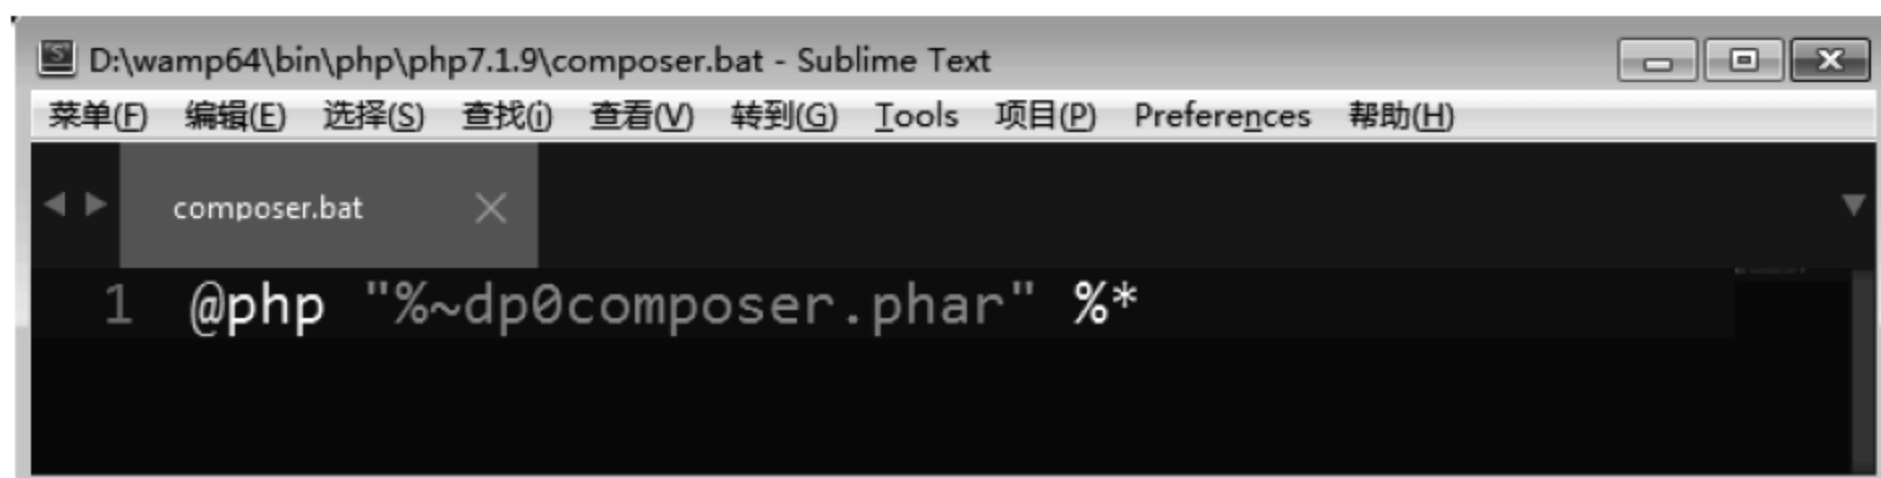 D:\wamp64\bin\php\php7.1.9\composer.bat - Sublime Text
菜单(F) 编辑(E) 选择(S) 查找(i) 查看(V) 转到(G) Tools 项目(P) Preferences 帮助(H)
composer.bat
1 @php "%~dp0composer.phar" %*